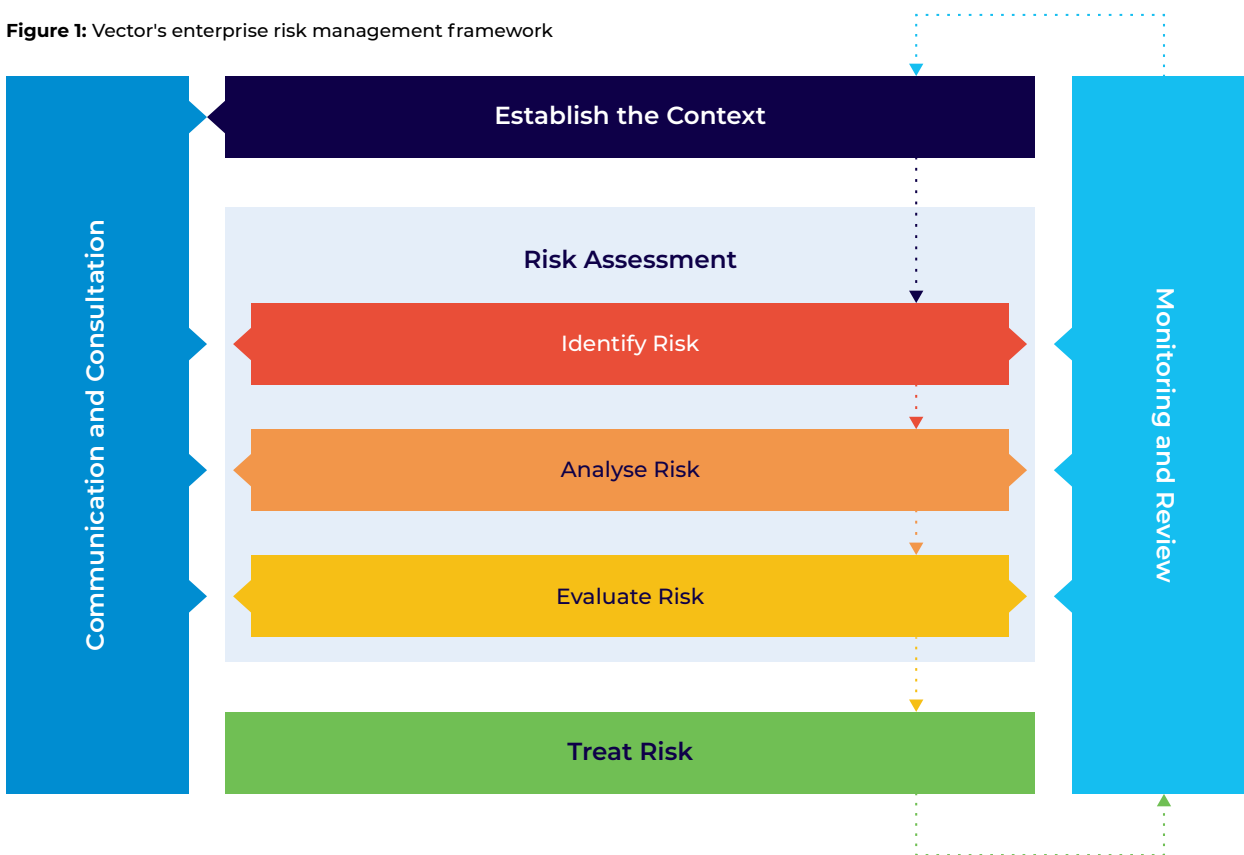 Figure 1: Vector's enterprise risk management framework
Establish the Context
Communication and Consultation
Risk Assessment
Identify Risk
Analyse Risk
Evaluate Risk
Treat Risk
Monitoring and Review